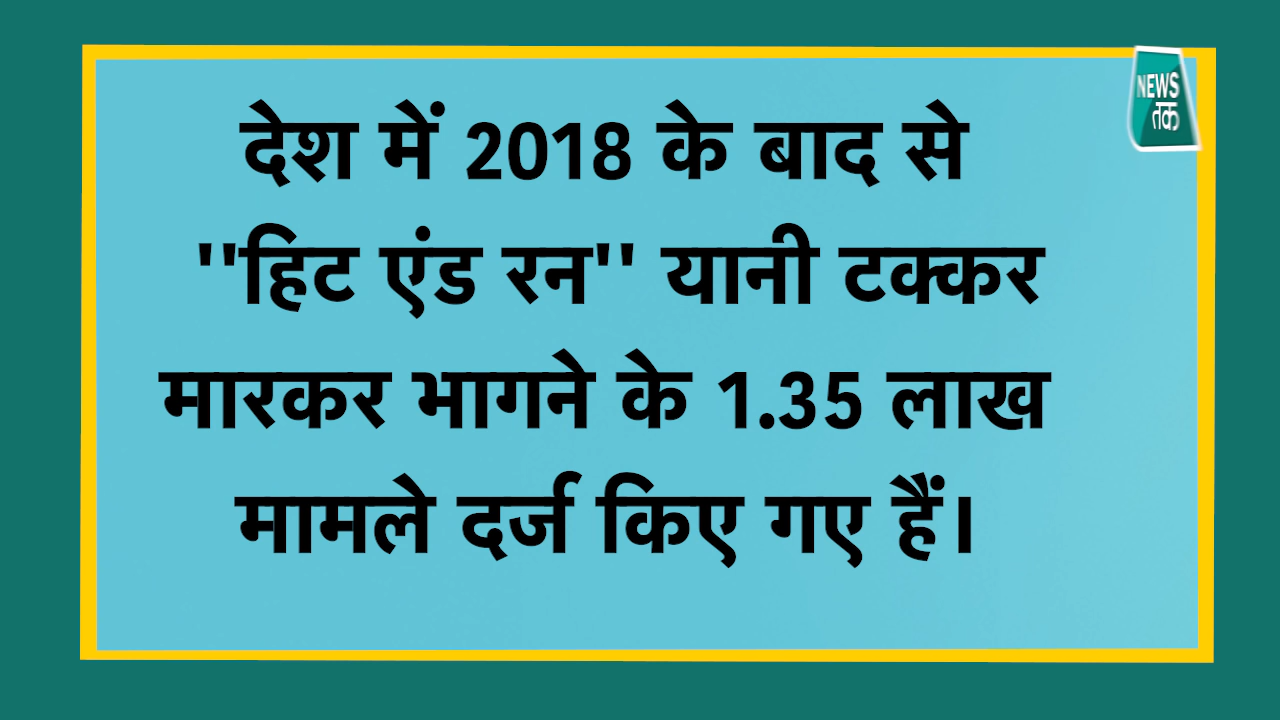 NEWS
तक
देश में 2018 के बाद से
''हिट एंड रन'' यानी टक्कर
मारकर भागने के 1.35 लाख
मामले दर्ज किए गए हैं।